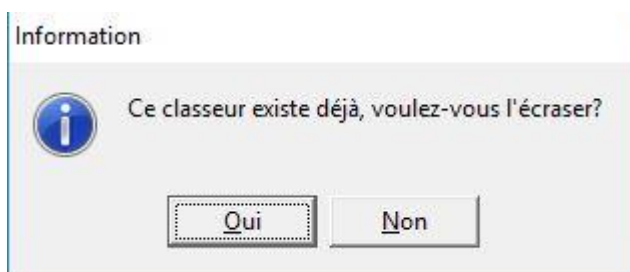 Information
Ce classeur existe déjà, voulez-vous l'écraser?
Oui Non